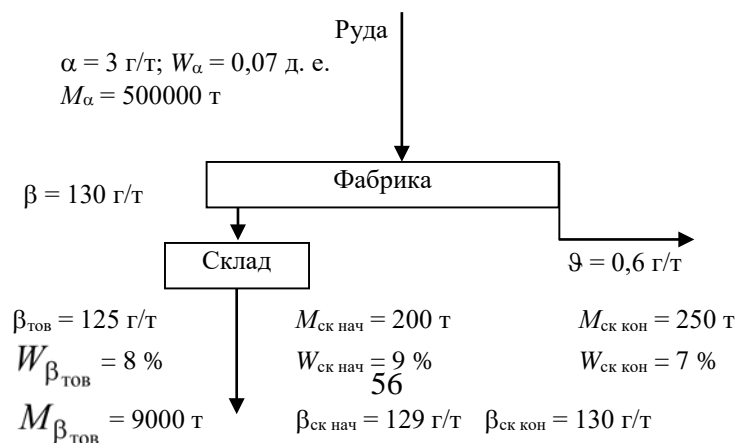 Руда
α = 3 г/т; Wα = 0,07 д. е.
Mα = 500000 т
Фабрика
β = 130 г/т
Склад
ϑ = 0,6 г/т
βтов = 125 г/т Mск нач = 200 т Mск кон = 250 т
Wβтов = 8 % Wск нач = 9 % Wск кон = 7 %
56
Mβтов = 9000 т βск нач = 129 г/т βск кон = 130 г/т